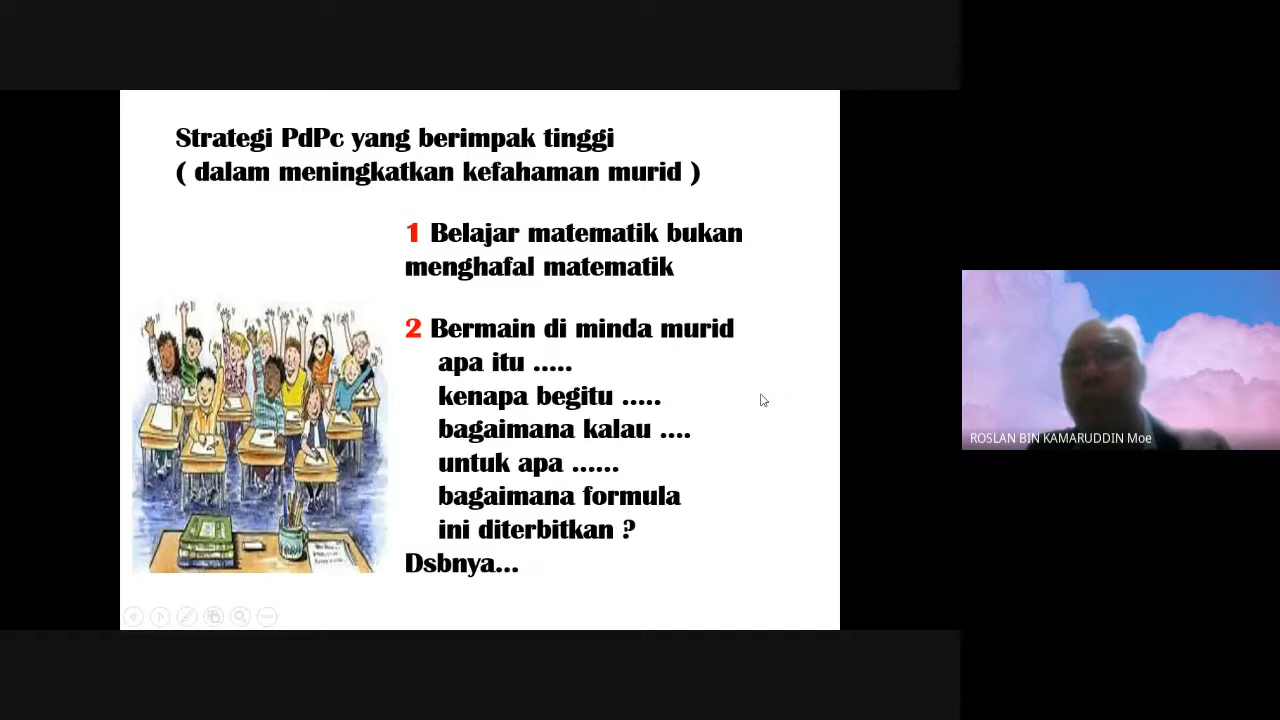 Strategi PdPc yang berimpak tinggi
( dalam meningkatkan kefahaman murid )
1 Belajar matematik bukan
menghafal matematik
2 Bermain di minda murid
apa itu .....
kenapa begitu .....
bagaimana kalau ....
untuk apa ......
bagaimana formula
ini diterbitkan ?
Dsbnya...
ROSLAN BIN KAMARUDDIN Moe